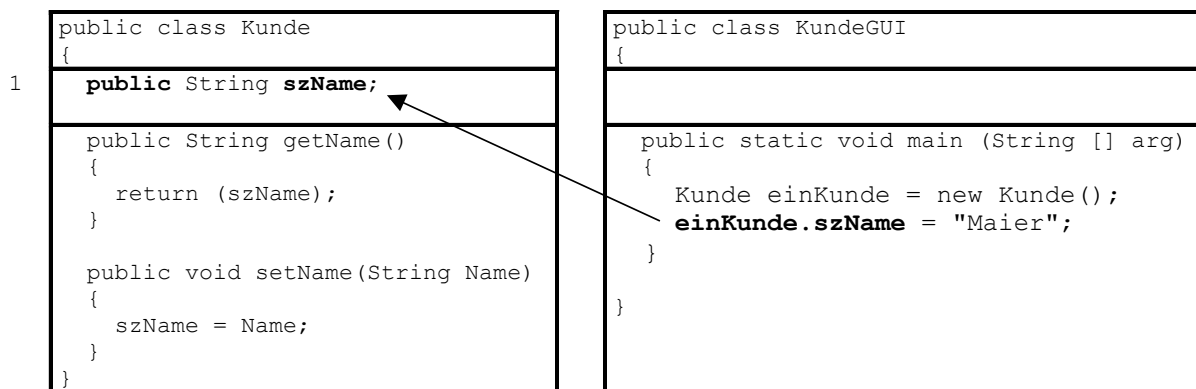 public class Kunde
{
1
public String szName;
public String getName()
{
return (szName);
}
public void setName(String Name)
{
szName = Name;
}
}
public class KundeGUI
{
public static void main (String [] arg)
{
Kunde einKunde = new Kunde();
einKunde.szName = "Maier";
}
}